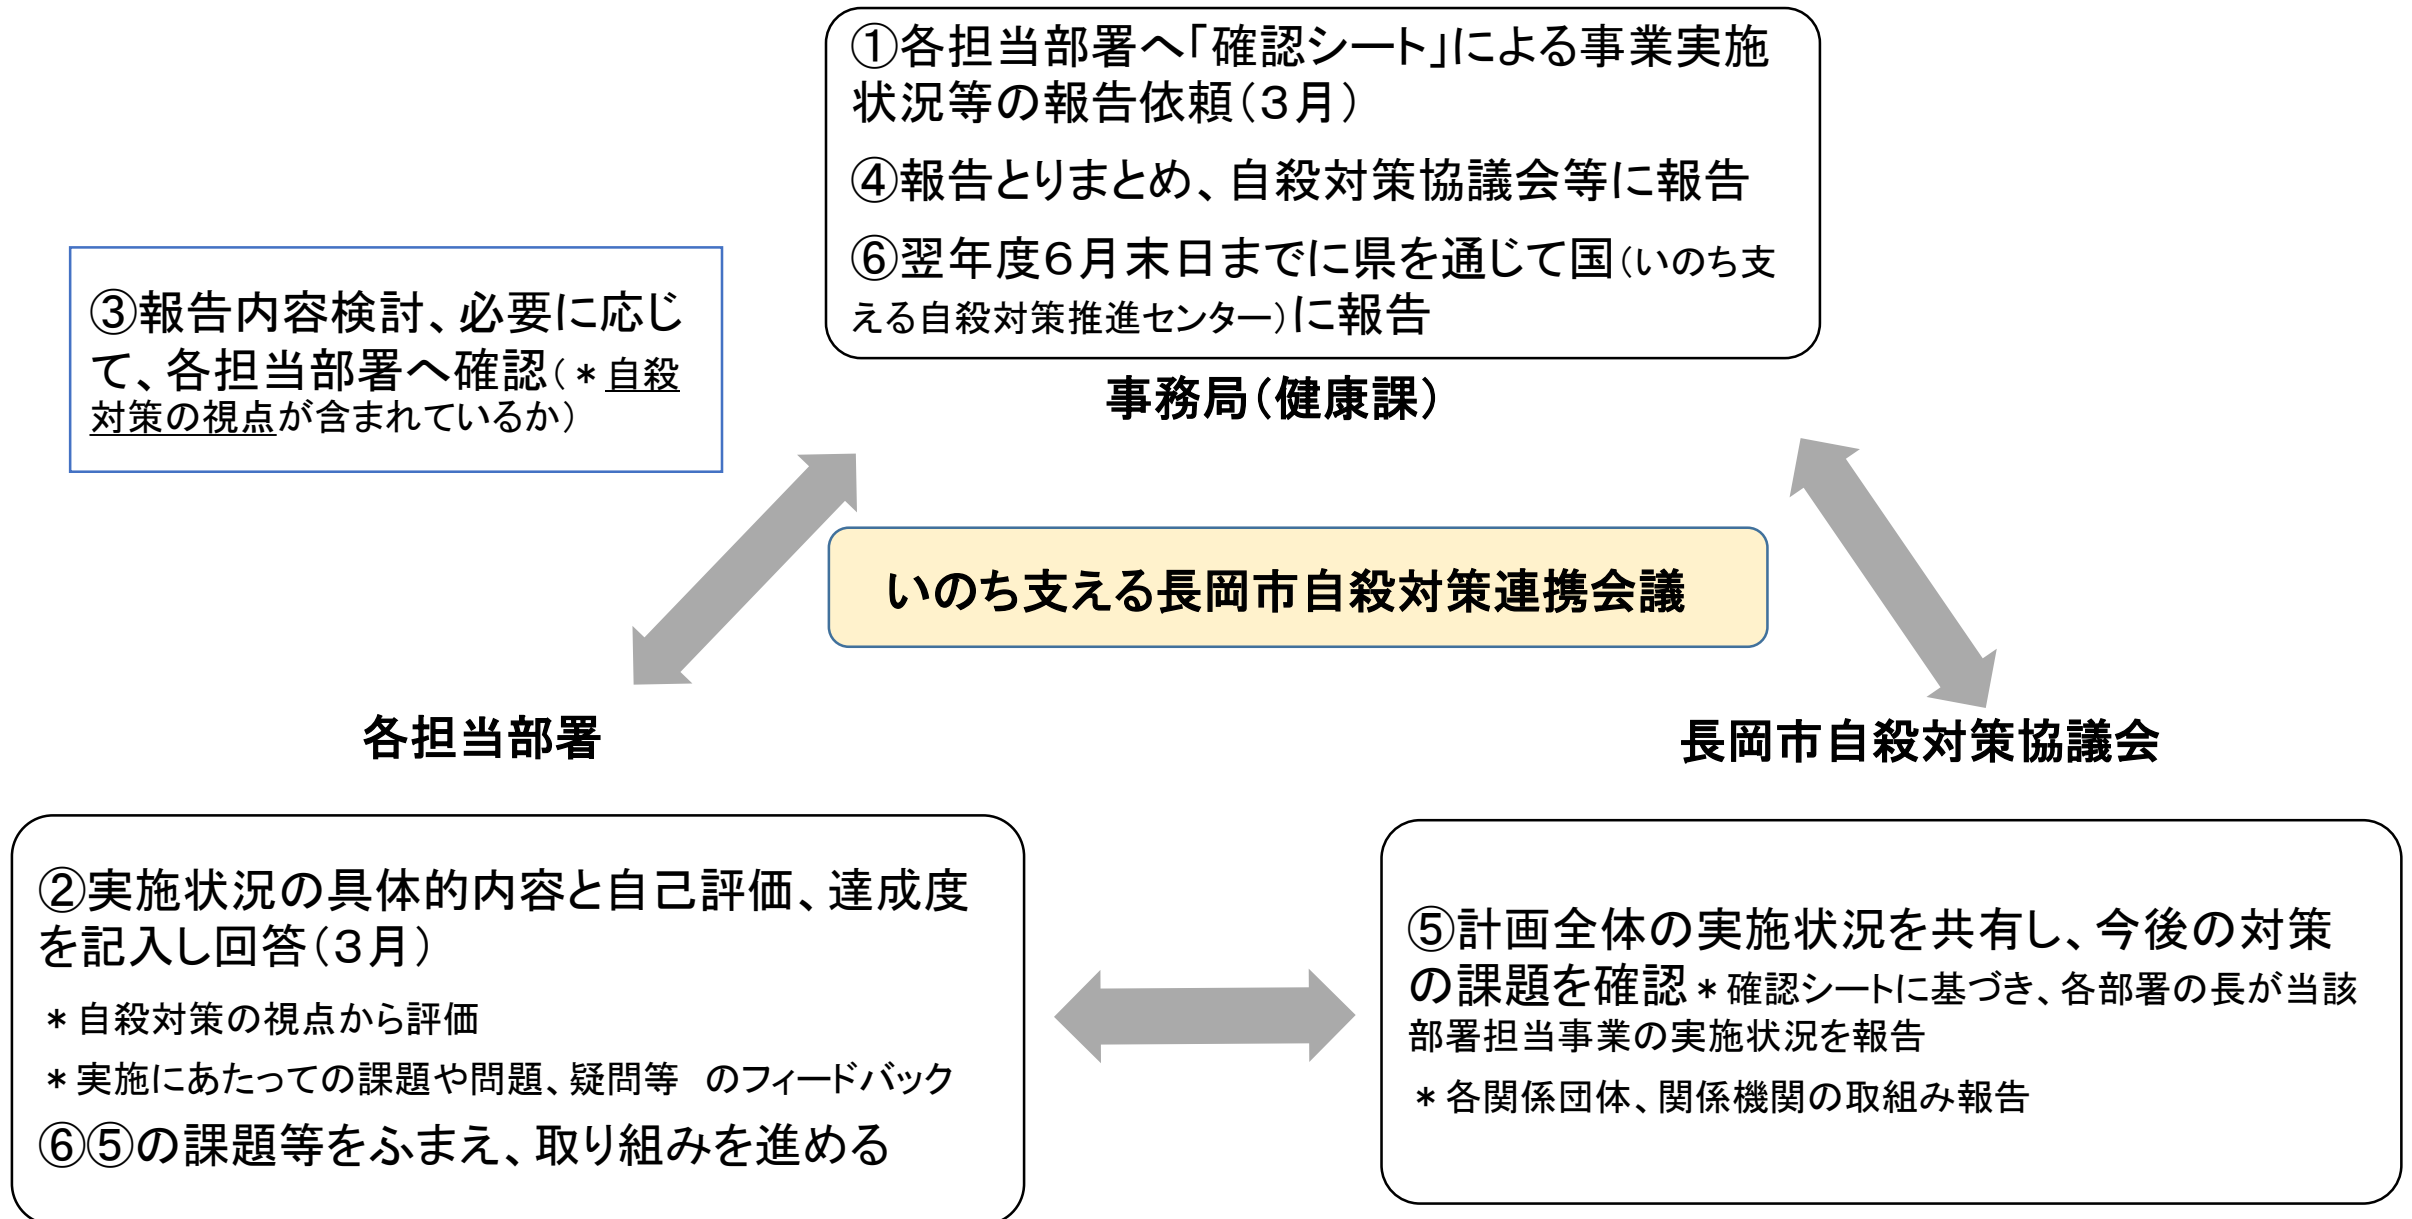 ①各担当部署へ「確認シート」による事業実施
状況等の報告依頼（３月）
④報告とりまとめ、自殺対策協議会等に報告
⑥翌年度６月末日までに県を通じて国（いのち支
える自殺対策推進センター）に報告
事務局（健康課）
③報告内容検討、必要に応じ
て、各担当部署へ確認（＊自殺
対策の視点が含まれているか）
いのち支える長岡市自殺対策連携会議
各担当部署
②実施状況の具体的内容と自己評価、達成度
を記入し回答（３月）
＊自殺対策の視点から評価
＊実施にあたっての課題や問題、疑問等　のフィードバック
⑥⑤の課題等をふまえ、取り組みを進める
長岡市自殺対策協議会
⑤計画全体の実施状況を共有し、今後の対策
の課題を確認＊確認シートに基づき、各部署の長が当該
部署担当事業の実施状況を報告
＊各関係団体、関係機関の取組み報告